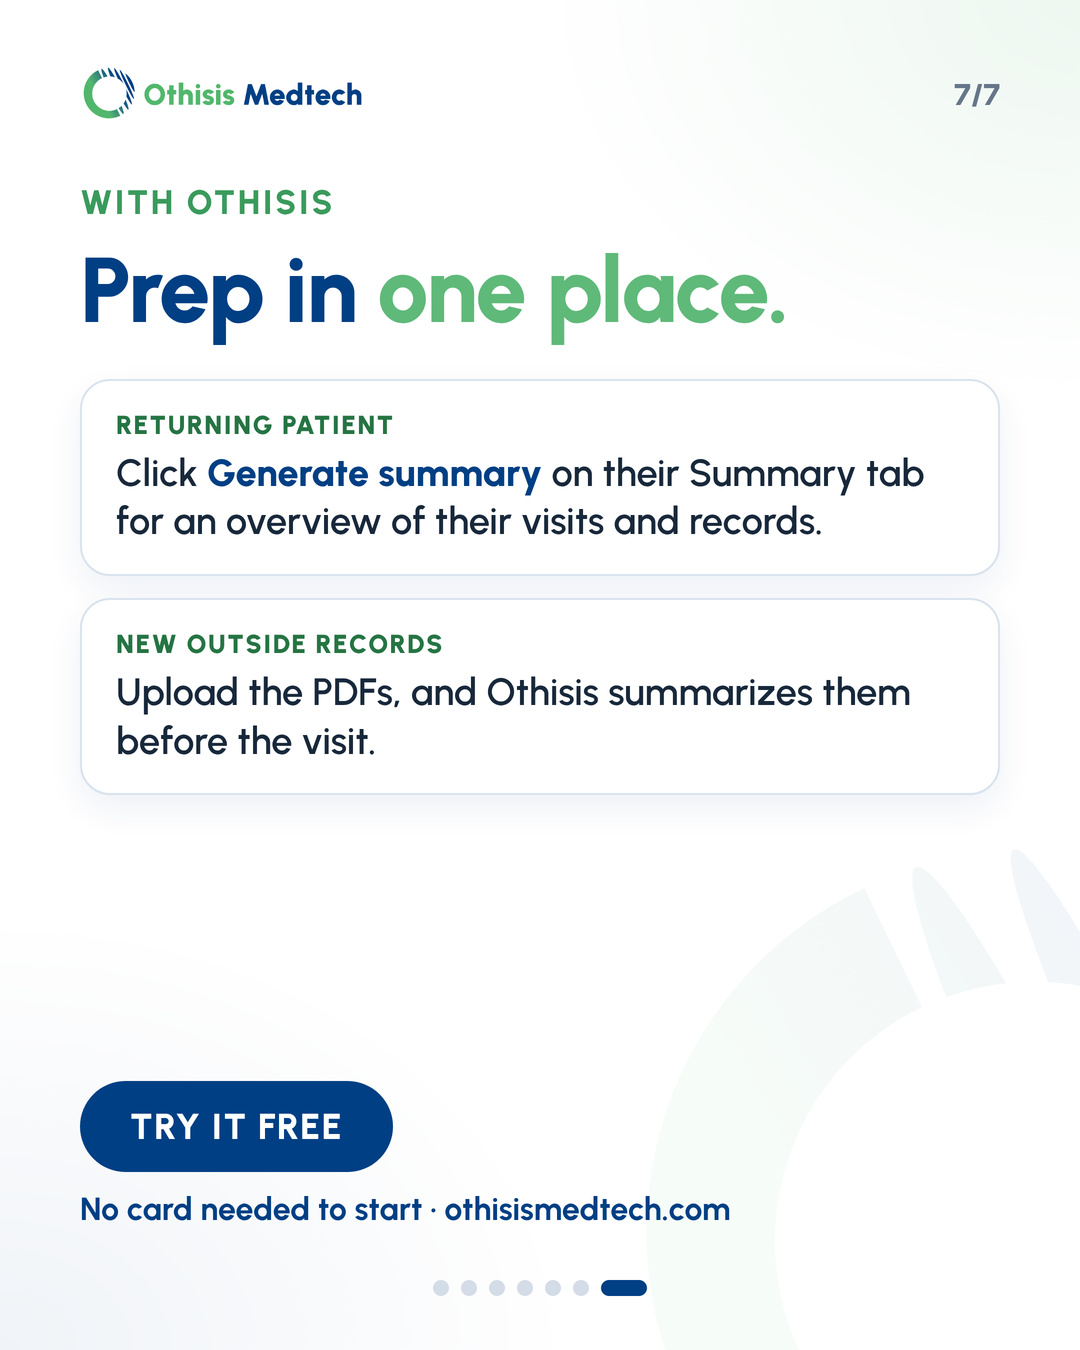 Othisis Medtech
7/7
WITH OTHISIS
Prep in one place.
RETURNING PATIENT
Click Generate summary on their Summary tab
for an overview of their visits and records.
NEW OUTSIDE RECORDS
Upload the PDFs, and Othisis summarizes them
before the visit.
TRY IT FREE
No card needed to start · othisismedtech.com